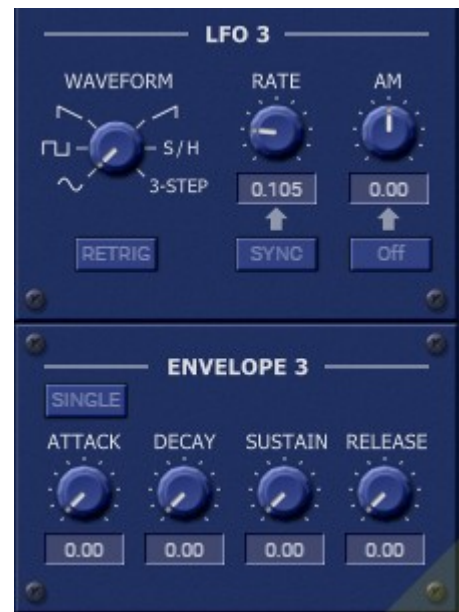 LFO 3
WAVEFORM RATE AM
S/H
3-STEP
0.105 0.00
RETRIG SYNC Off
ENVELOPE 3
SINGLE
ATTACK DECAY SUSTAIN RELEASE
0.00 0.00 0.00 0.00